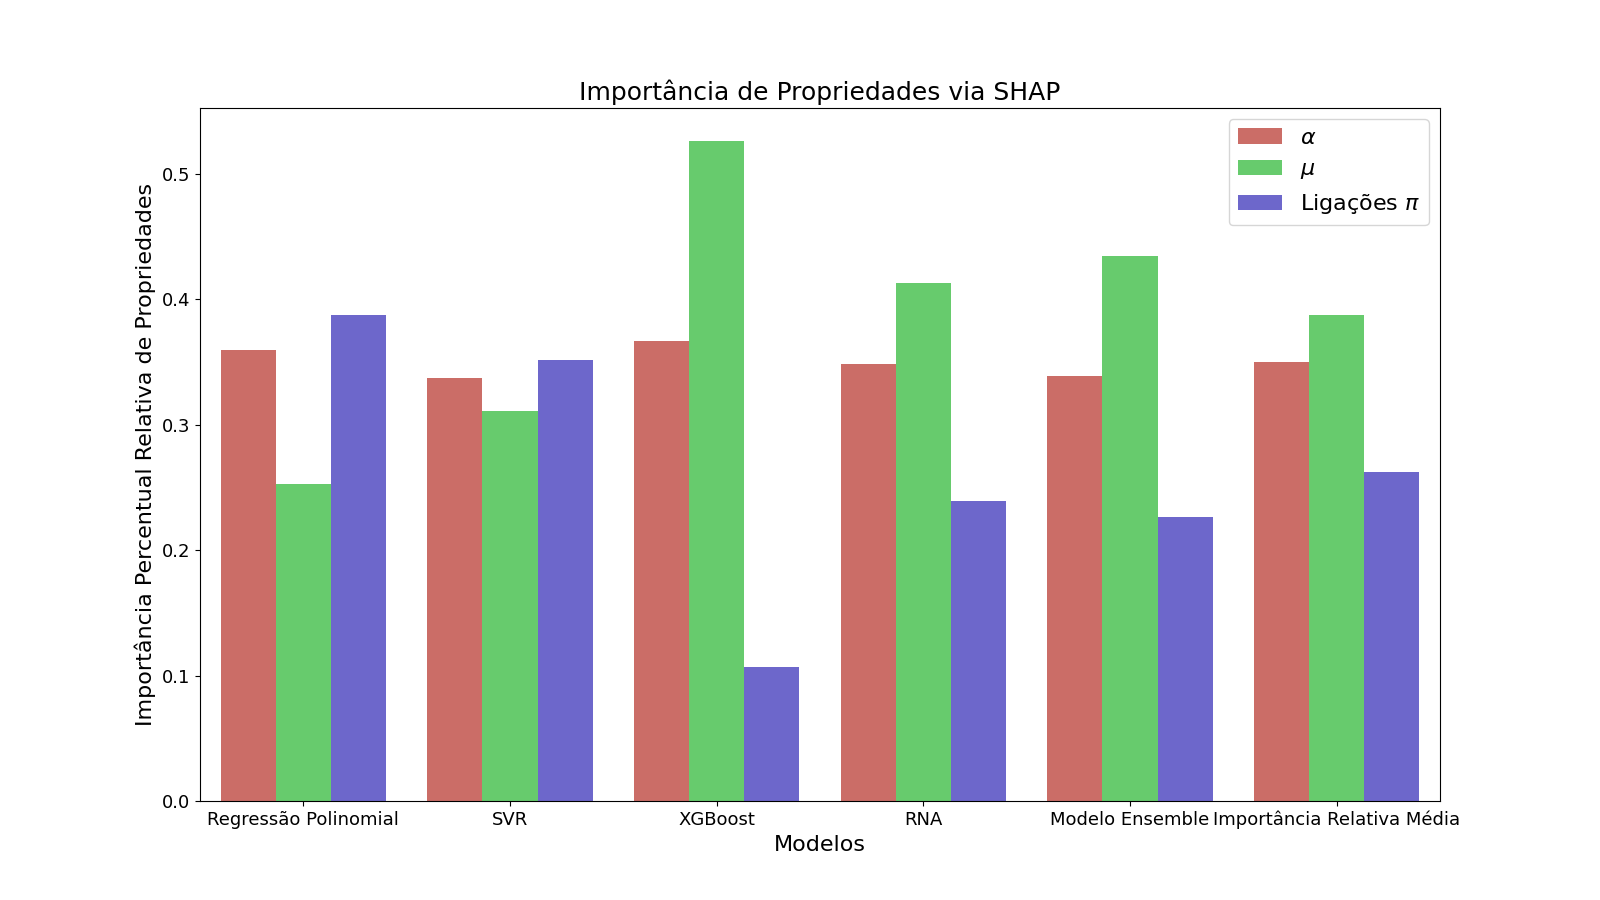 Importância de Propriedades via SHAP
α
μ
Ligações π
Importância Percentual Relativa de Propriedades
0.5
0.4
0.3
0.2
0.1
0.0
Regressão Polinomial SVR XGBoost RNA Modelo Ensemble Importância Relativa Média
Modelos